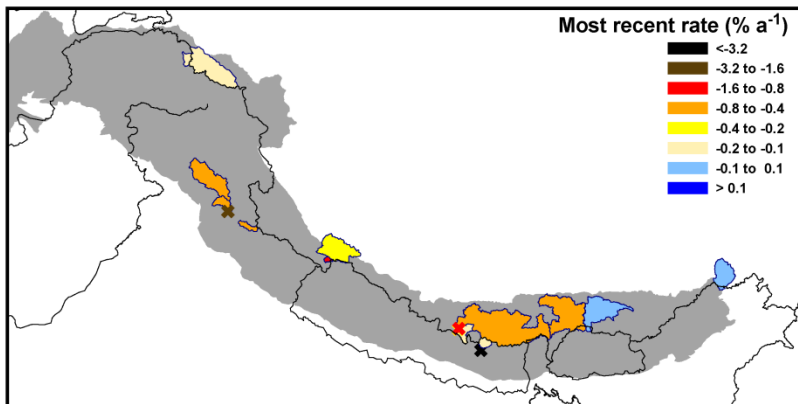 Most recent rate (% a⁻¹)
<-3.2
-3.2 to -1.6
-1.6 to -0.8
-0.8 to -0.4
-0.4 to -0.2
-0.2 to -0.1
-0.1 to 0.1
> 0.1